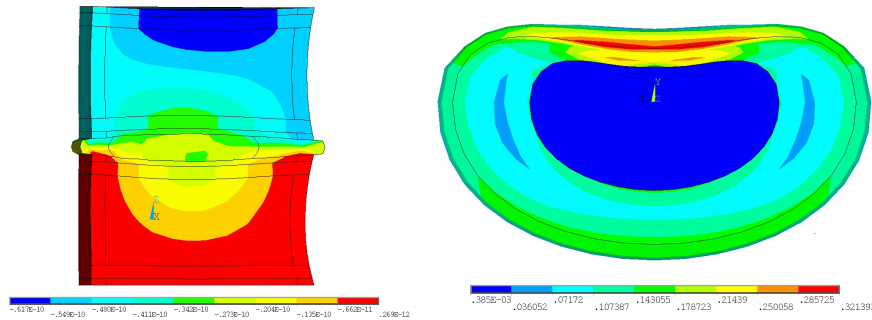 Z
X
Y
Z
-.617E-10
-.549E-10
-.480E-10
-.411E-10
-.342E-10
-.273E-10
-.204E-10
-.135E-10
-.662E-11
.269E-12
.385E-03
.036052
.07172
.107387
.143055
.178723
.21439
.250058
.285725